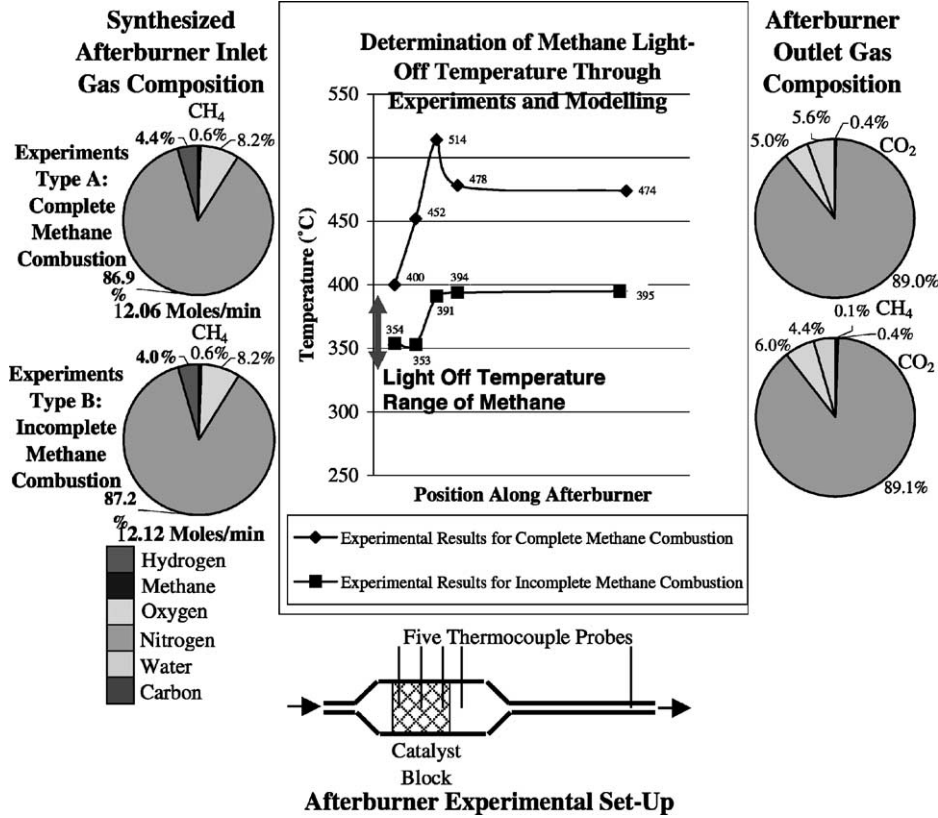 Synthesized
Afterburner Inlet
Gas Composition
CH4
4.4%
0.6%
8.2%
Experiments
Type A:
Complete
Methane
Combustion
86.9
%
12.06 Moles/min
CH4
4.0%
0.6%
8.2%
Experiments
Type B:
Incomplete
Methane
Combustion
87.2
%
12.12 Moles/min
Hydrogen
Methane
Oxygen
Nitrogen
Water
Carbon
Determination of Methane Light-
Off Temperature Through
Experiments and Modelling
550
500
450
400
350
300
250
Temperature (°C)
514
478
474
452
400
394
395
391
354
353
Light Off Temperature
Range of Methane
Position Along Afterburner
Experimental Results for Complete Methane Combustion
Experimental Results for Incomplete Methane Combustion
Afterburner
Outlet Gas
Composition
5.6%
0.4%
5.0%
CO2
89.0%
CH4
0.1%
4.4%
0.4%
6.0%
CO2
89.1%
Five Thermocouple Probes
Catalyst
Block
Afterburner Experimental Set-Up